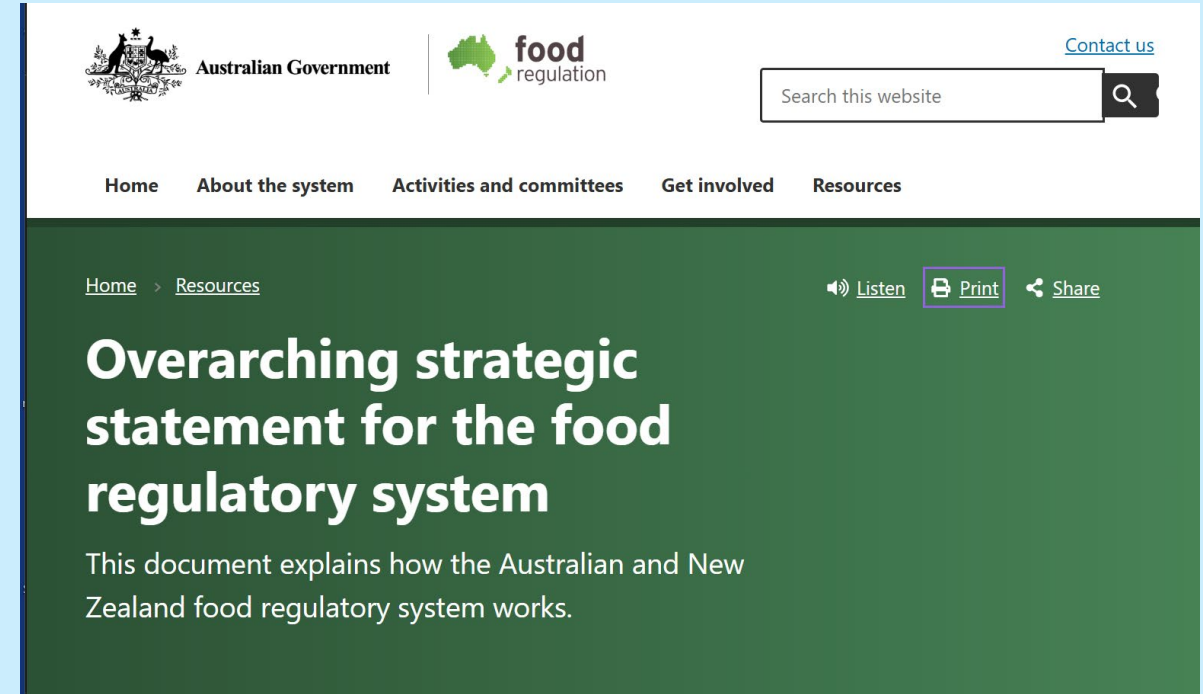 Australian Government
food
regulation
Contact us
Search this website
Home About the system Activities and committees Get involved Resources
Home > Resources
Listen Print Share
Overarching strategic
statement for the food
regulatory system
This document explains how the Australian and New
Zealand food regulatory system works.